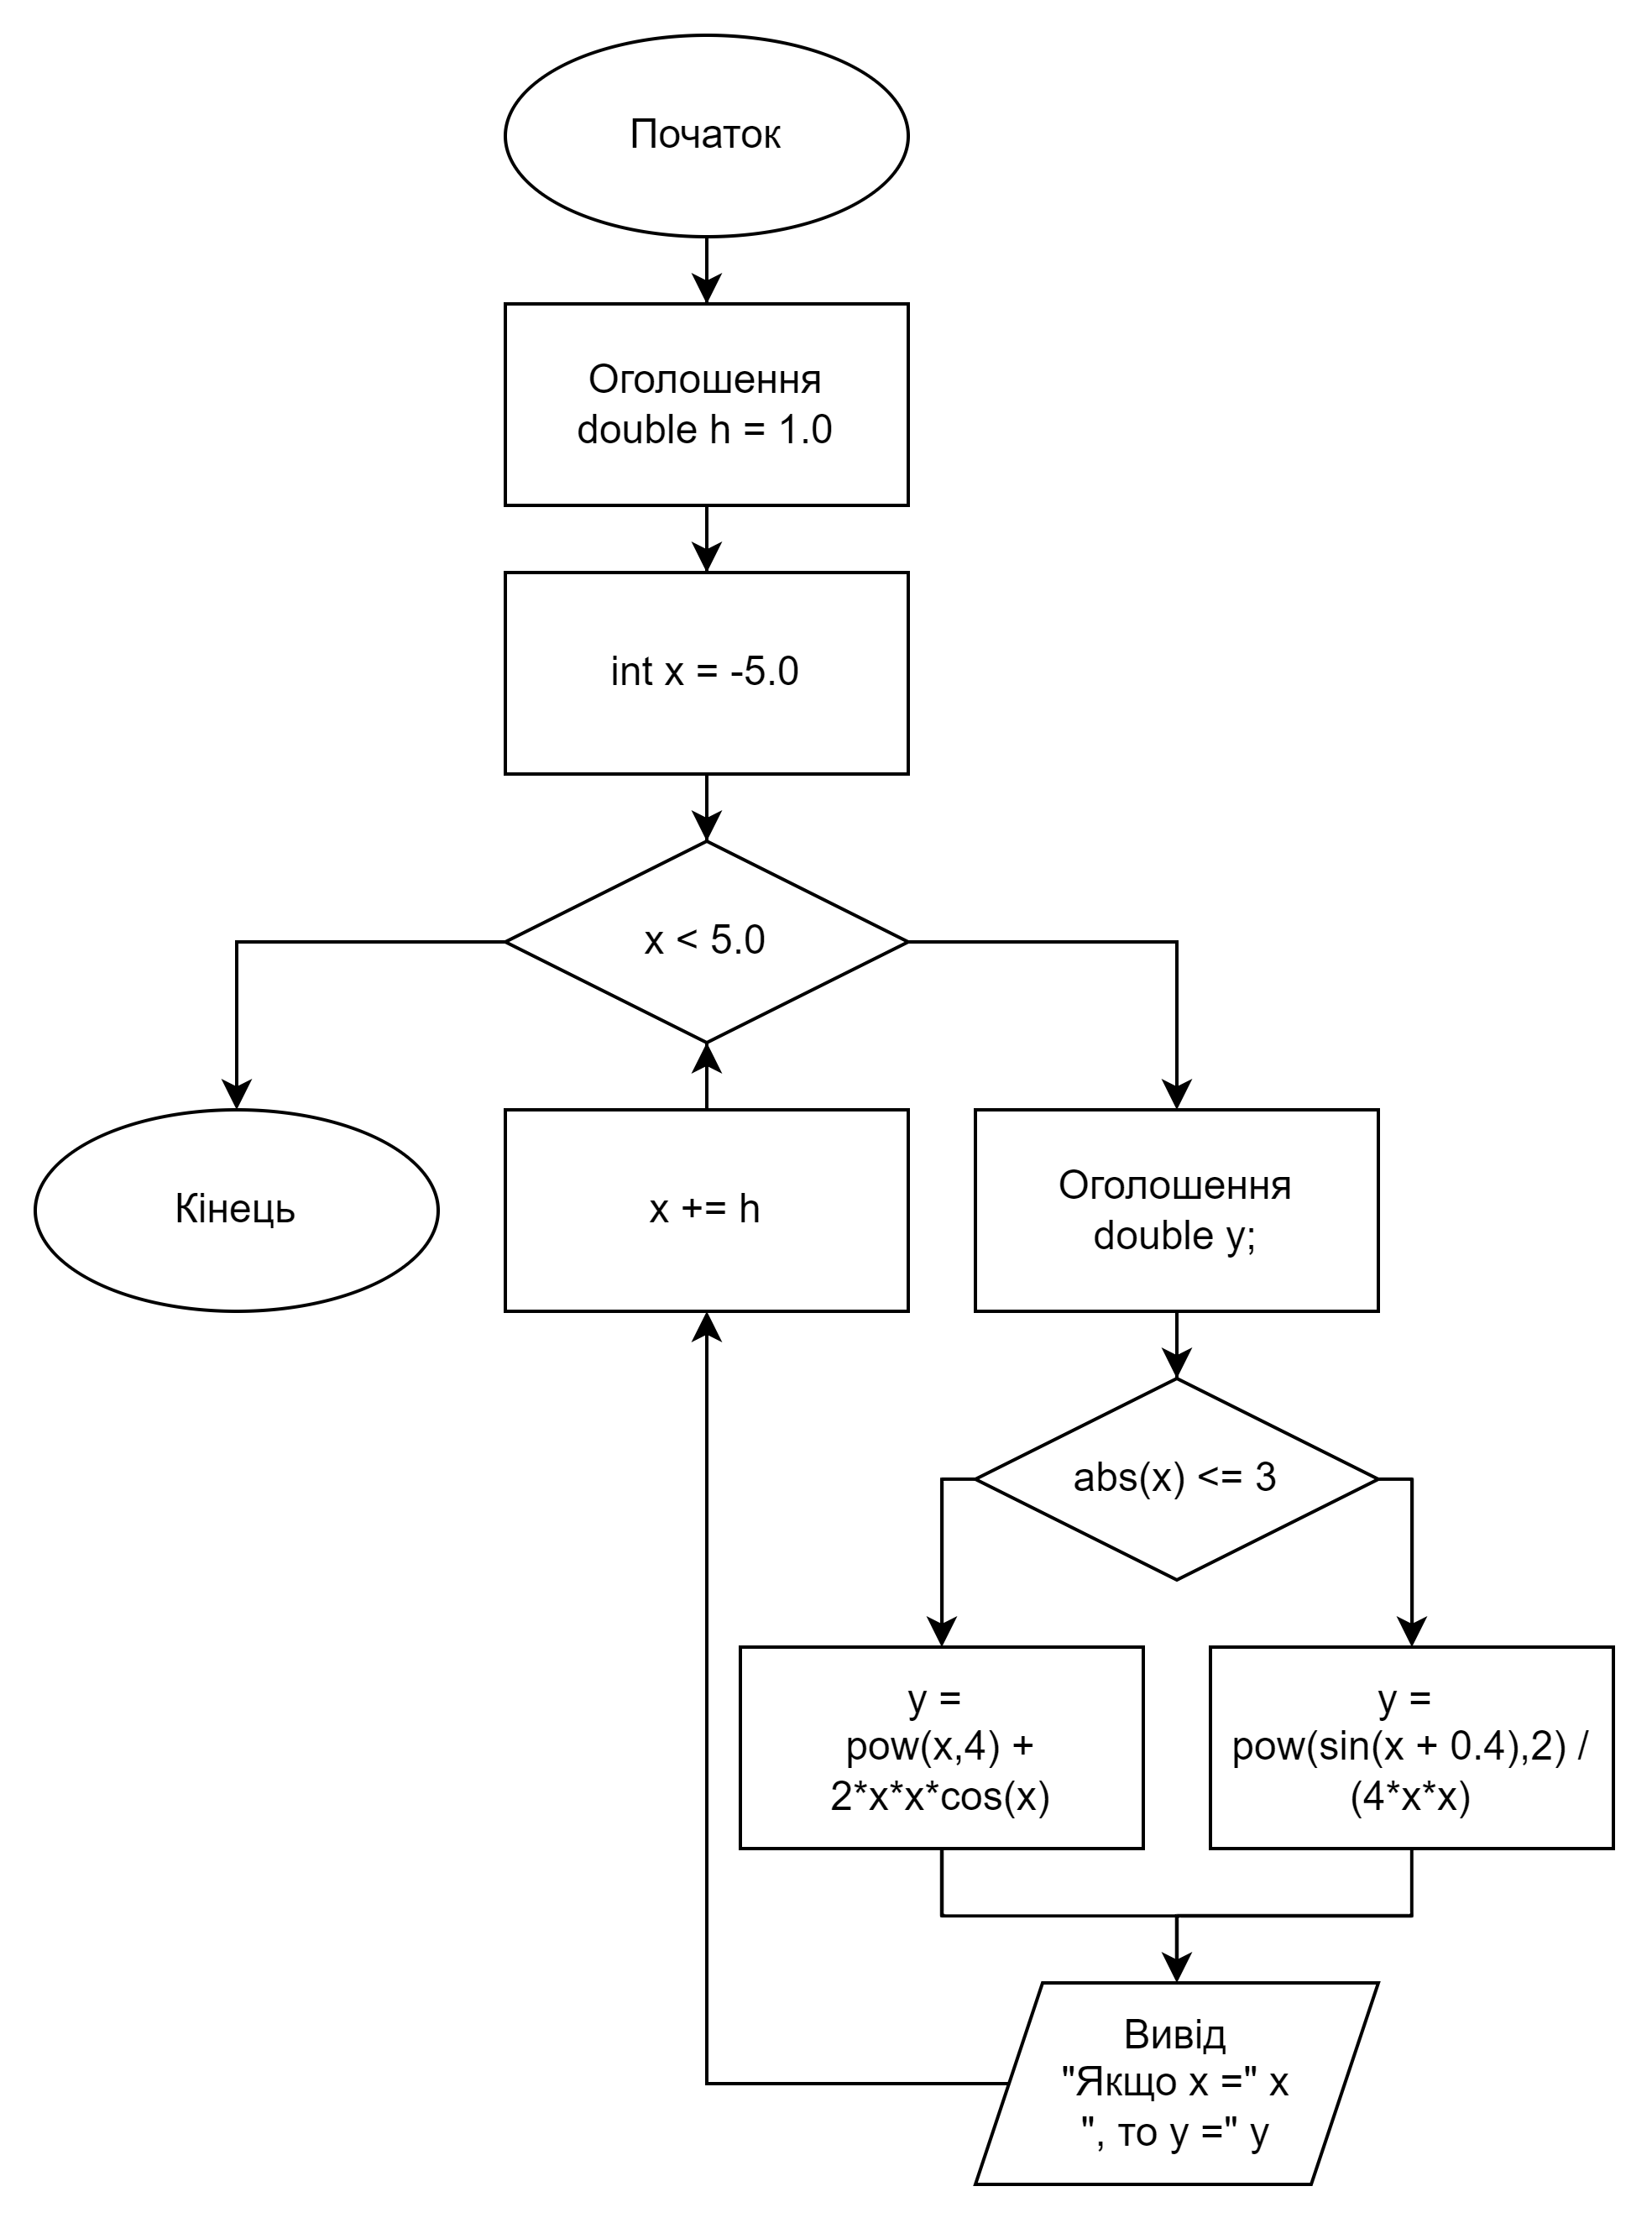 Початок
Оголошення
double h = 1.0
int x = -5.0
x < 5.0
Кінець
x += h
Оголошення
double y;
abs(x) <= 3
y =
pow(x,4) +
2*x*x*cos(x)
y =
pow(sin(x + 0.4),2) /
(4*x*x)
Вивід
"Якщо x =" x
", то y =" y